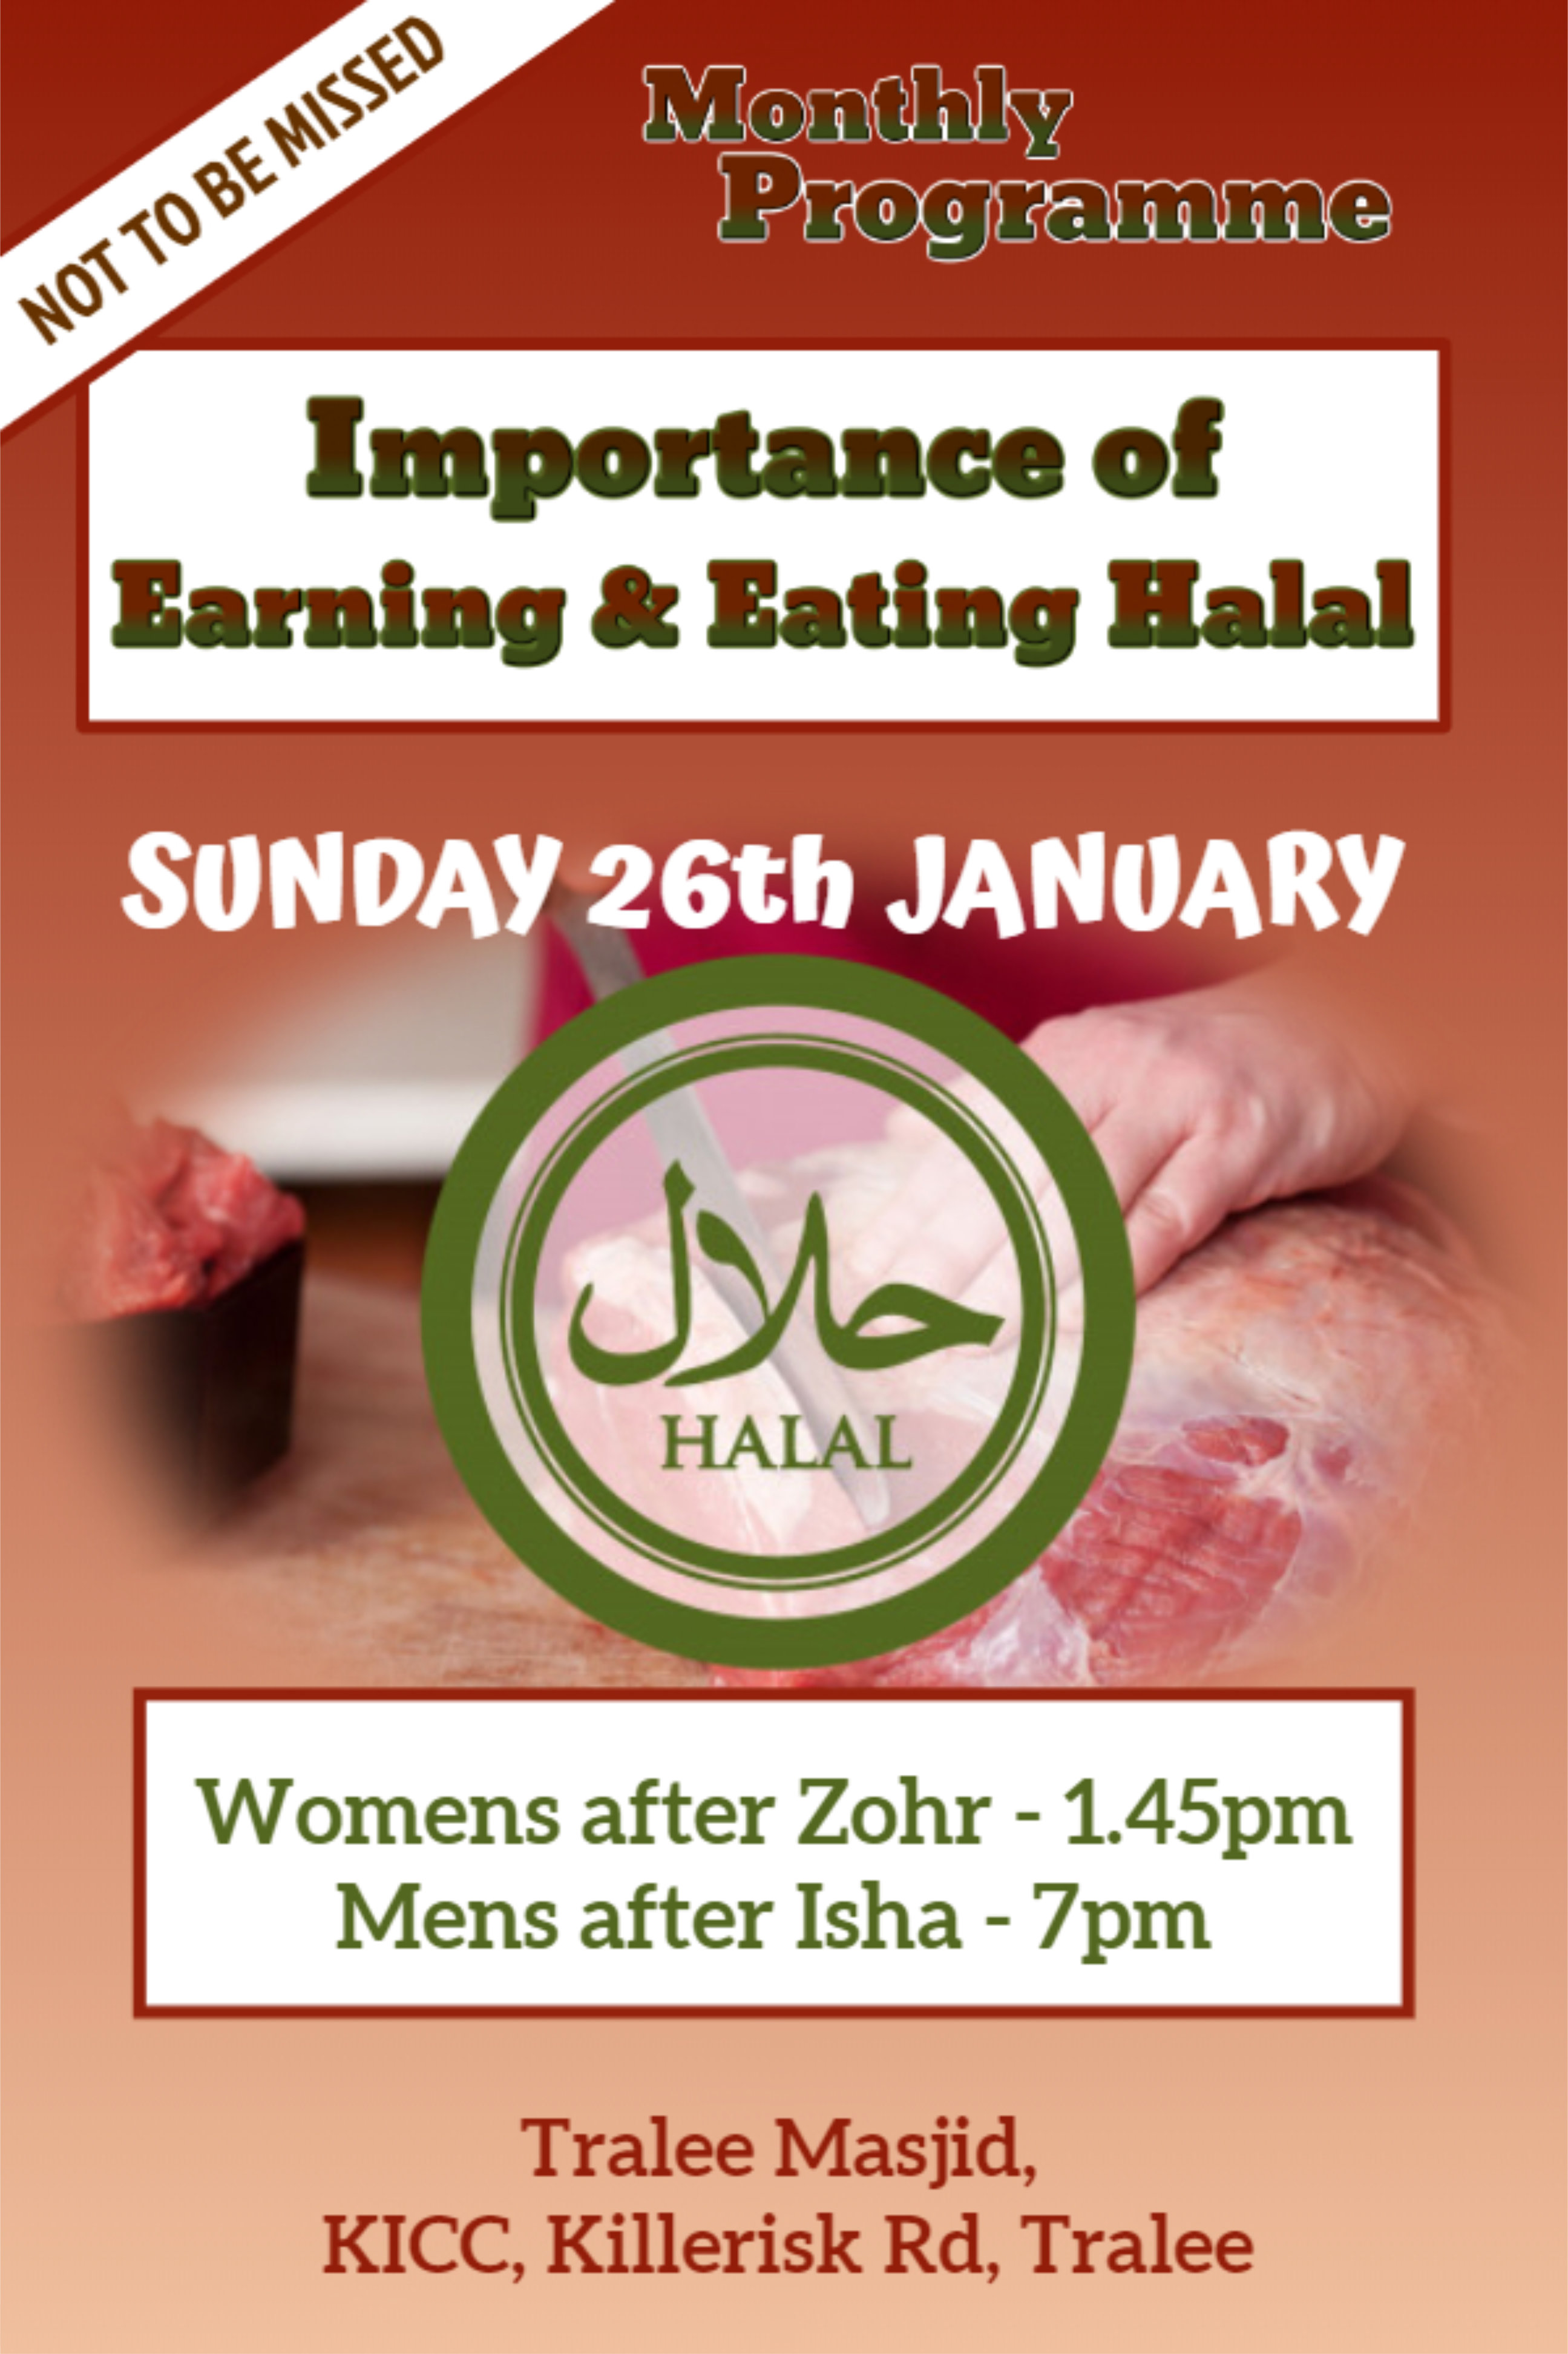 NOT TO BE MISSED
Monthly
Programme
Importance of
Earning & Eating Halal
SUNDAY 26th JANUARY
حلال
HALAL
Womens after Zohr - 1.45pm
Mens after Isha - 7pm
Tralee Masjid,
KICC, Killerisk Rd, Tralee